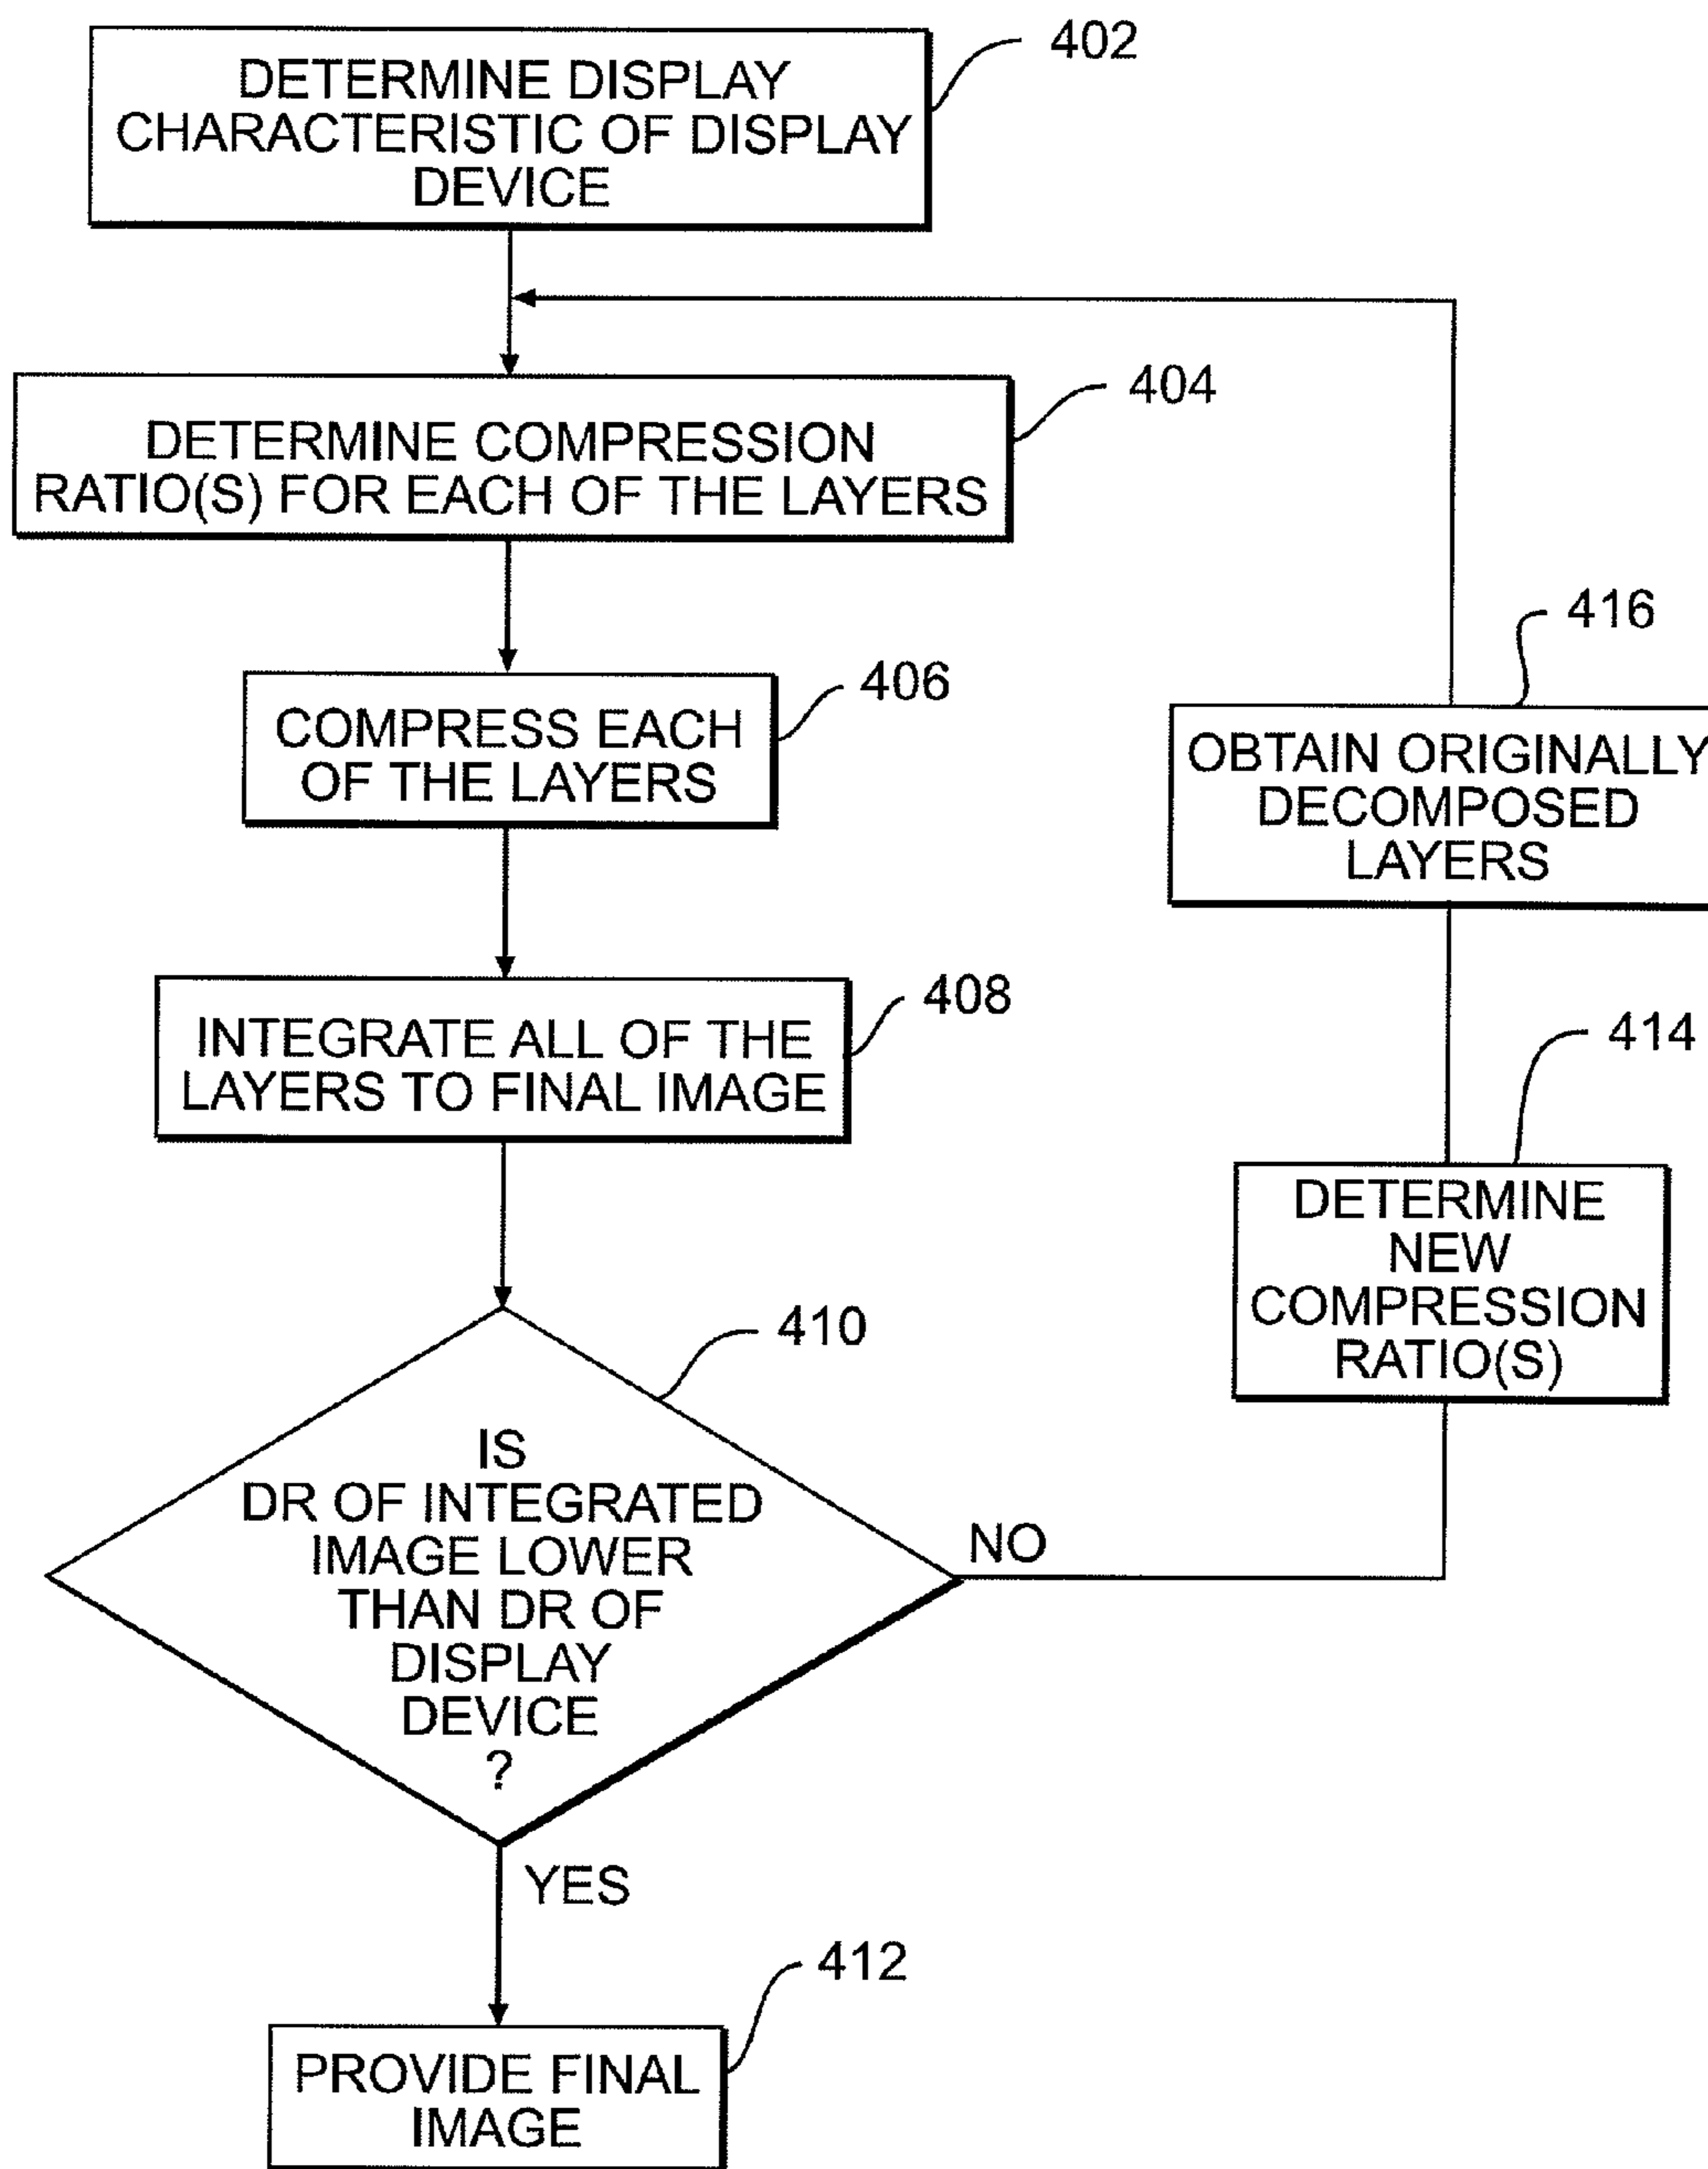 402
DETERMINE DISPLAY
CHARACTERISTIC OF DISPLAY
DEVICE
404
DETERMINE COMPRESSION
RATIO(S) FOR EACH OF THE LAYERS
406
COMPRESS EACH
OF THE LAYERS
408
INTEGRATE ALL OF THE
LAYERS TO FINAL IMAGE
410
IS
DR OF INTEGRATED
IMAGE LOWER
THAN DR OF
DISPLAY
DEVICE
?
NO
YES
412
PROVIDE FINAL
IMAGE
414
DETERMINE
NEW
COMPRESSION
RATIO(S)
416
OBTAIN ORIGINALLY
DECOMPOSED
LAYERS